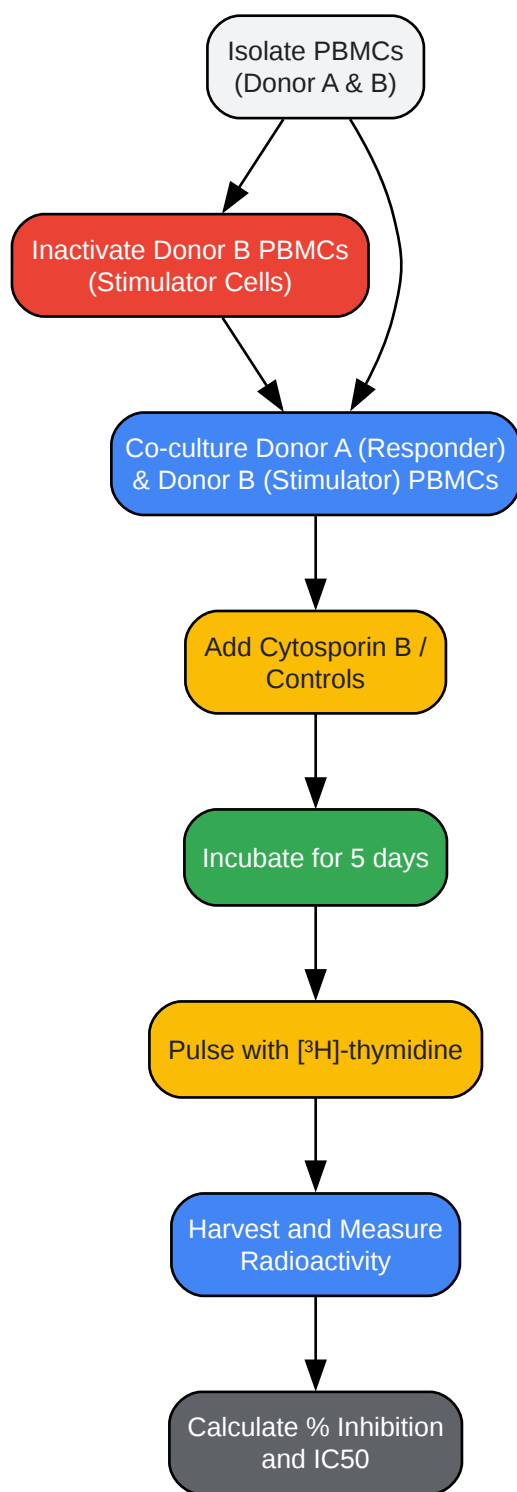 Isolate PBMCs
(Donor A & B)
Inactivate Donor B PBMCs
(Stimulator Cells)
Co-culture Donor A (Responder)
& Donor B (Stimulator) PBMCs
Add Cytosporin B /
Controls
Incubate for 5 days
Pulse with [³H]-thymidine
Harvest and Measure
Radioactivity
Calculate % Inhibition
and IC50